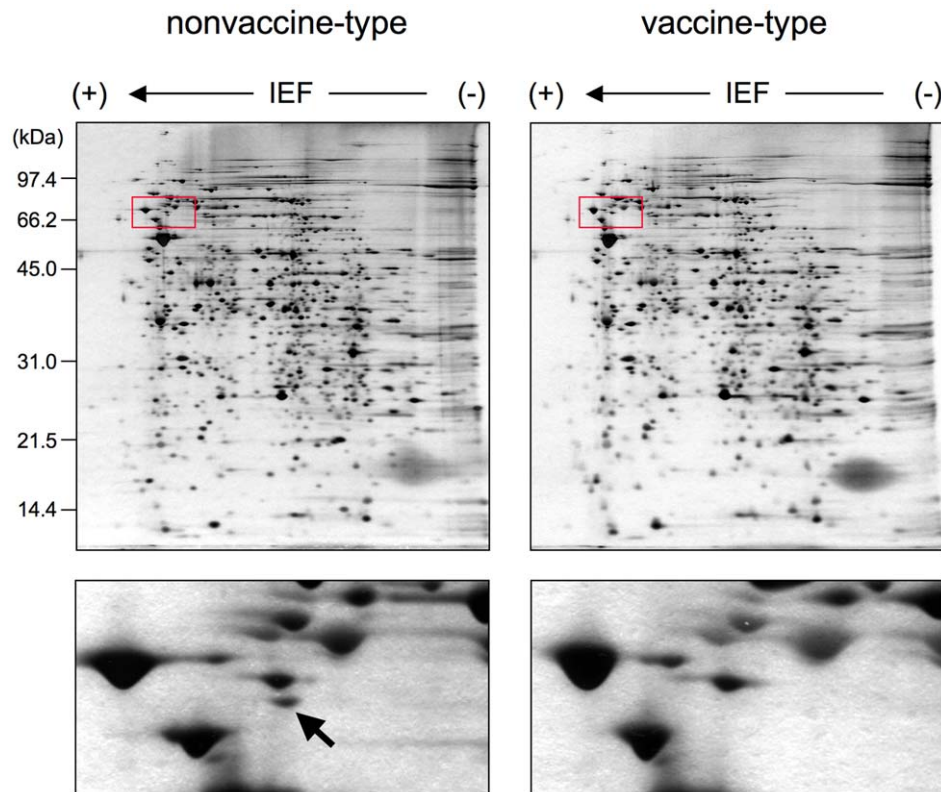 nonvaccine-type vaccine-type
(+) IEF (-) (+) IEF (-)
(kDa)
97.4
66.2
45.0
31.0
21.5
14.4